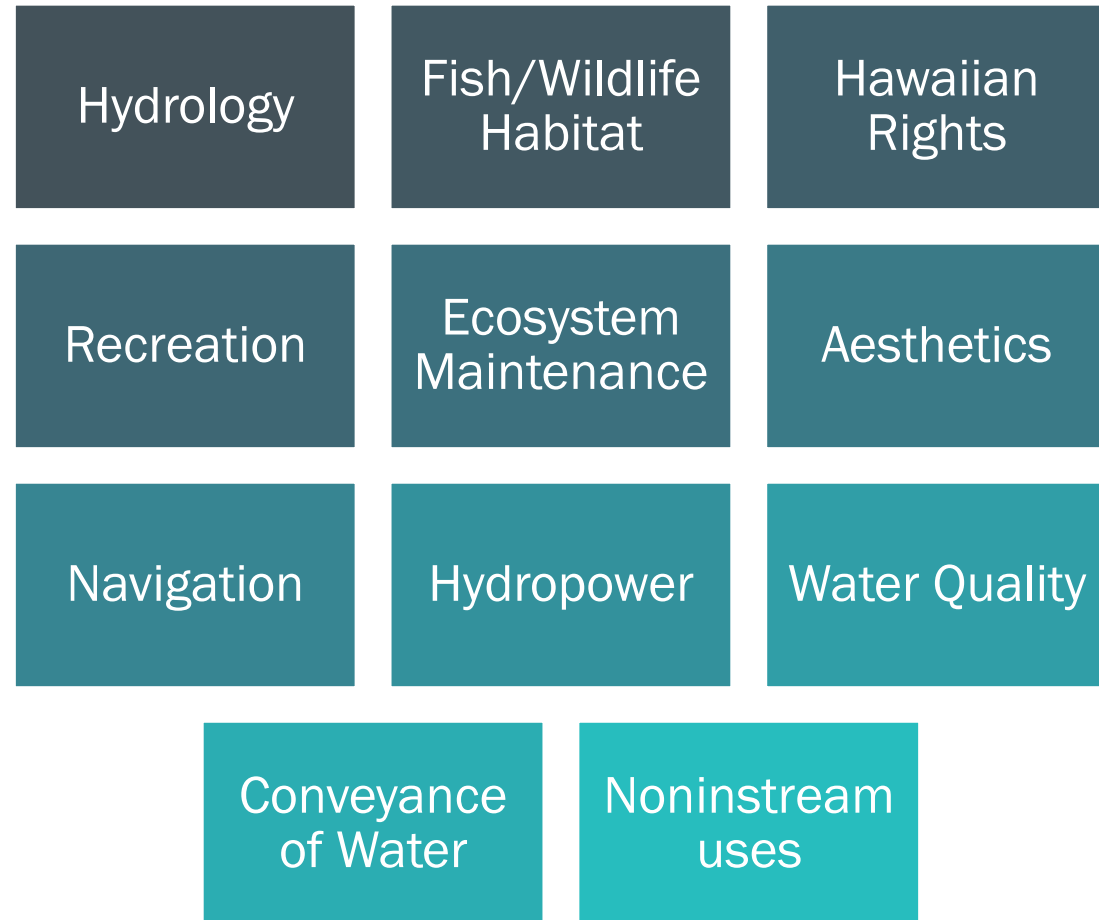 Hydrology
Fish/Wildlife
Habitat
Hawaiian
Rights
Recreation
Ecosystem
Maintenance
Aesthetics
Navigation
Hydropower
Water Quality
Conveyance
of Water
Noninstream
uses